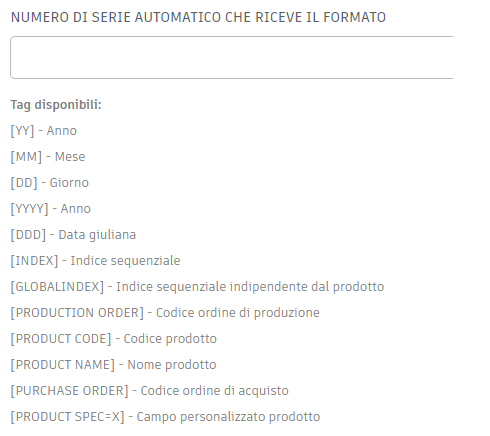 NUMERO DI SERIE AUTOMATICO CHE RICEVE IL FORMATO
Tag disponibili:
[YY] - Anno
[MM] - Mese
[DD] - Giorno
[YYYY] - Anno
[DDD] - Data giuliana
[INDEX] - Indice sequenziale
[GLOBALINDEX] - Indice sequenziale indipendente dal prodotto
[PRODUCTION ORDER] - Codice ordine di produzione
[PRODUCT CODE] - Codice prodotto
[PRODUCT NAME] - Nome prodotto
[PURCHASE ORDER] - Codice ordine di acquisto
[PRODUCT SPEC=X] - Campo personalizzato prodotto